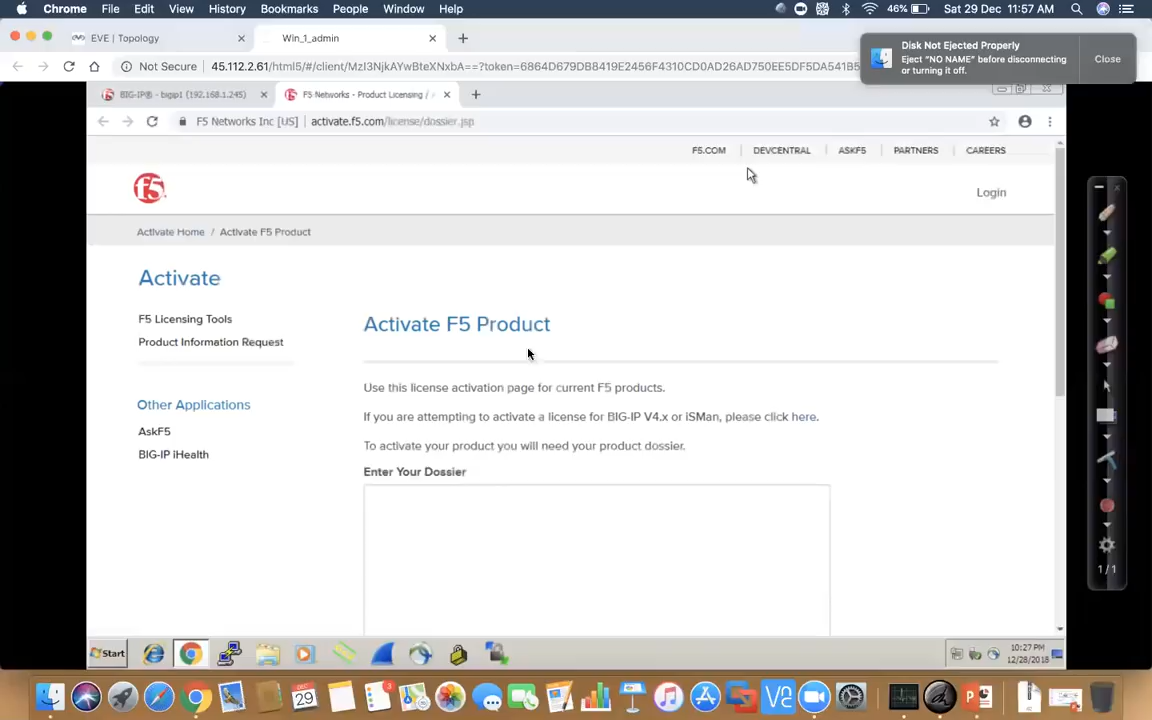 Chrome File Edit View History Bookmarks People Window Help 46% Sat 29 Dec 11:57 AM
EVE | Topology Win_1_admin
Disk Not Ejected Properly
Eject "NO NAME" before disconnecting
or turning it off.
Close
Not Secure 45.112.2.61/html5/#/client/MzI3NjkAYwBteXNxbA==?token=6864D679DB8419E2456F4310CD0AD26AD750EE5DF5DA541B5
BIG-IP® - bigip1 (192.168.1.245) F5 Networks - Product Licensing /
F5 Networks Inc [US] activate.f5.com/license/dossier.jsp
F5.COM DEVCENTRAL ASKF5 PARTNERS CAREERS
f5
Login
Activate Home / Activate F5 Product
Activate
F5 Licensing Tools
Product Information Request
Other Applications
AskF5
BIG-IP iHealth
Activate F5 Product
Use this license activation page for current F5 products.
If you are attempting to activate a license for BIG-IP V4.x or iSMan, please click here.
To activate your product you will need your product dossier.
Enter Your Dossier
1/1
Start
10:27 PM
12/28/2018
DEC
29